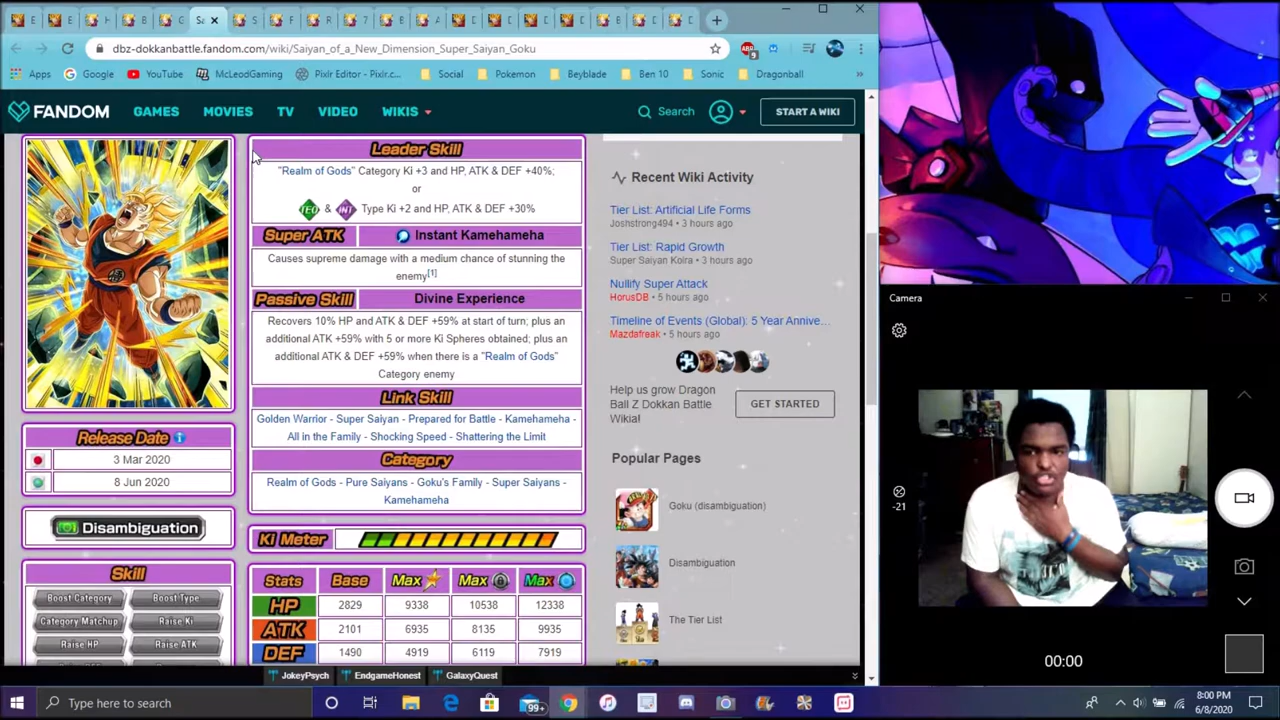 E
E
H
B
G
Sa
S
F
R
7
B
A
D
D
D
D
B
D
D
dbz-dokkanbattle.fandom.com/wiki/Saiyan_of_a_New_Dimension_Super_Saiyan_Goku
ABP
9
Apps
Google
YouTube
McLeodGaming
Pixlr Editor - Pixlr.c...
Social
Pokemon
Beyblade
Ben 10
Sonic
Dragonball
»
FANDOM
GAMES
MOVIES
TV
VIDEO
WIKIS
Search
START A WIKI
Leader Skill
"Realm of Gods" Category Ki +3 and HP, ATK & DEF +40%;
or
TEQ & INT Type Ki +2 and HP, ATK & DEF +30%
Super ATK
Instant Kamehameha
Causes supreme damage with a medium chance of stunning the
enemy[1]
Passive Skill
Divine Experience
Recovers 10% HP and ATK & DEF +59% at start of turn; plus an
additional ATK +59% with 5 or more Ki Spheres obtained; plus an
additional ATK & DEF +59% when there is a "Realm of Gods"
Category enemy
Link Skill
Golden Warrior - Super Saiyan - Prepared for Battle - Kamehameha -
All in the Family - Shocking Speed - Shattering the Limit
Category
Realm of Gods - Pure Saiyans - Goku's Family - Super Saiyans -
Kamehameha
Ki Meter
Stats Base Max Max Max
HP 2829 9338 10538 12338
ATK 2101 6935 8135 9935
DEF 1490 4919 6119 7919
Release Date
3 Mar 2020
8 Jun 2020
Disambiguation
Skill
Boost Category
Boost Type
Category Matchup
Raise Ki
Raise HP
Raise ATK
Recent Wiki Activity
Tier List: Artificial Life Forms
Joshstrong494 • 3 hours ago
Tier List: Rapid Growth
Super Saiyan Koira • 3 hours ago
Nullify Super Attack
HorusDB • 5 hours ago
Timeline of Events (Global): 5 Year Annive...
Mazdafreak • 5 hours ago
Help us grow Dragon
Ball Z Dokkan Battle
Wikia!
GET STARTED
Popular Pages
Goku (disambiguation)
Disambiguation
The Tier List
JokeyPsych
EndgameHonest
GalaxyQuest
Camera
-21
00:00
Type here to search
99+
8:00 PM
6/8/2020